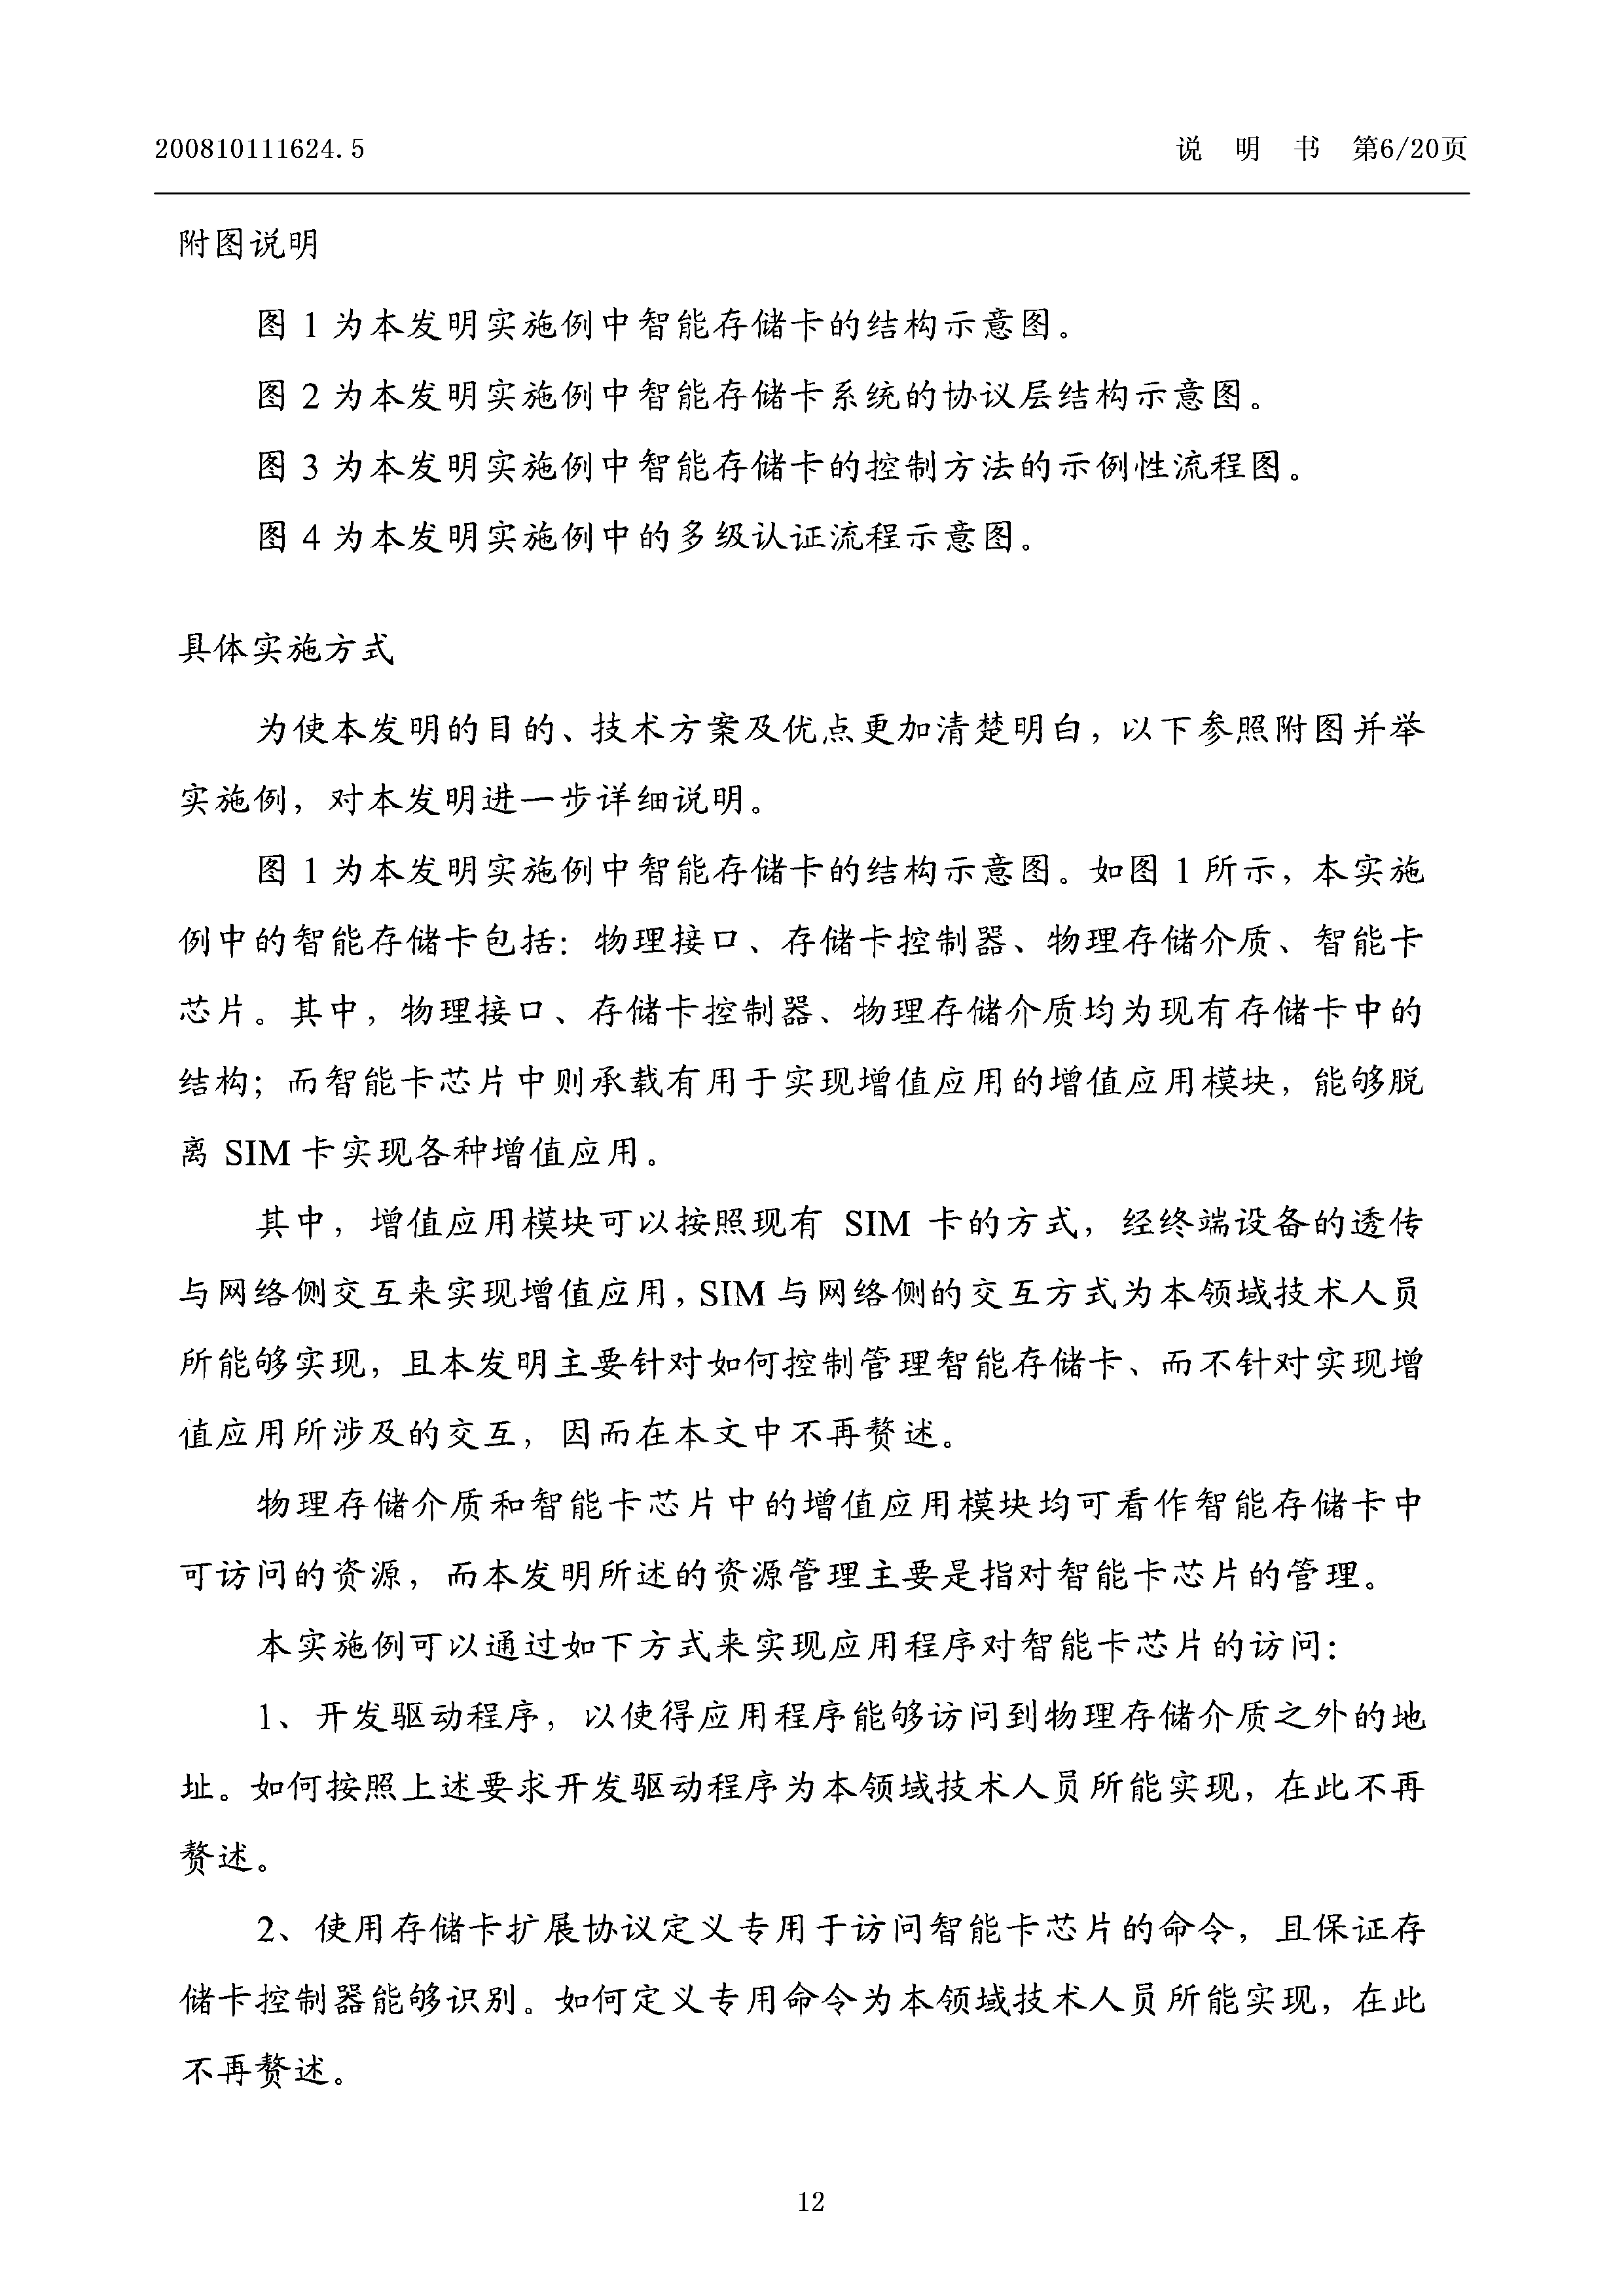 200810111624.5 说 明 书 第6/20页
附图说明
图 1 为本发明实施例中智能存储卡的结构示意图。
图 2 为本发明实施例中智能存储卡系统的协议层结构示意图。
图 3 为本发明实施例中智能存储卡的控制方法的示例性流程图。
图 4 为本发明实施例中的多级认证流程示意图。
具体实施方式
为使本发明的目的、技术方案及优点更加清楚明白，以下参照附图并举
实施例，对本发明进一步详细说明。
图 1 为本发明实施例中智能存储卡的结构示意图。如图 1 所示，本实施
例中的智能存储卡包括：物理接口、存储卡控制器、物理存储介质、智能卡
芯片。其中，物理接口、存储卡控制器、物理存储介质均为现有存储卡中的
结构；而智能卡芯片中则承载有用于实现增值应用的增值应用模块，能够脱
离 SIM 卡实现各种增值应用。
其中，增值应用模块可以按照现有 SIM 卡的方式，经终端设备的透传
与网络侧交互来实现增值应用，SIM 与网络侧的交互方式为本领域技术人员
所能够实现，且本发明主要针对如何控制管理智能存储卡、而不针对实现增
值应用所涉及的交互，因而在本文中不再赘述。
物理存储介质和智能卡芯片中的增值应用模块均可看作智能存储卡中
可访问的资源，而本发明所述的资源管理主要是指对智能卡芯片的管理。
本实施例可以通过如下方式来实现应用程序对智能卡芯片的访问：
1、开发驱动程序，以使得应用程序能够访问到物理存储介质之外的地
址。如何按照上述要求开发驱动程序为本领域技术人员所能实现，在此不再
赘述。
2、使用存储卡扩展协议定义专用于访问智能卡芯片的命令，且保证存
储卡控制器能够识别。如何定义专用命令为本领域技术人员所能实现，在此
不再赘述。
12